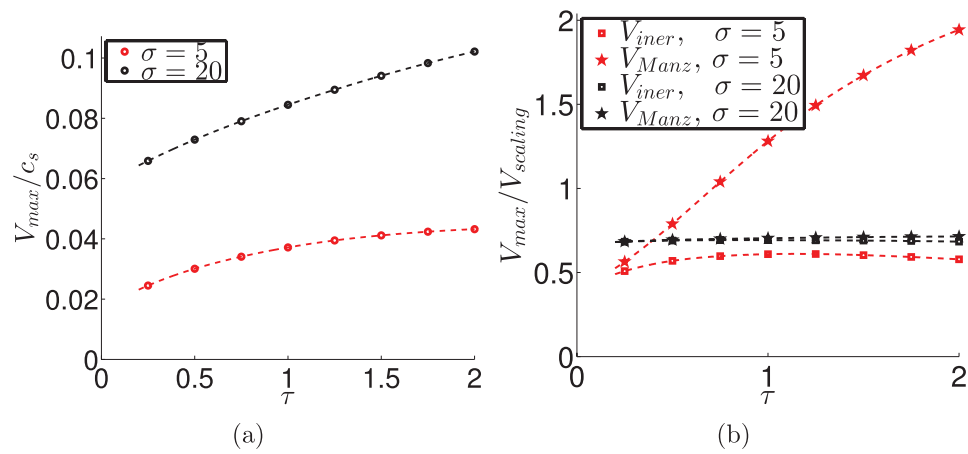 σ = 5
σ = 20
0.1
0.08
0.06
0.04
0.02
0
V_max/c_s
0
0.5
1
1.5
2
τ
(a)
V_iner, σ = 5
V_Manz, σ = 5
V_iner, σ = 20
V_Manz, σ = 20
2
1.5
1
0.5
0
V_max/V_scaling
0
1
2
τ
(b)